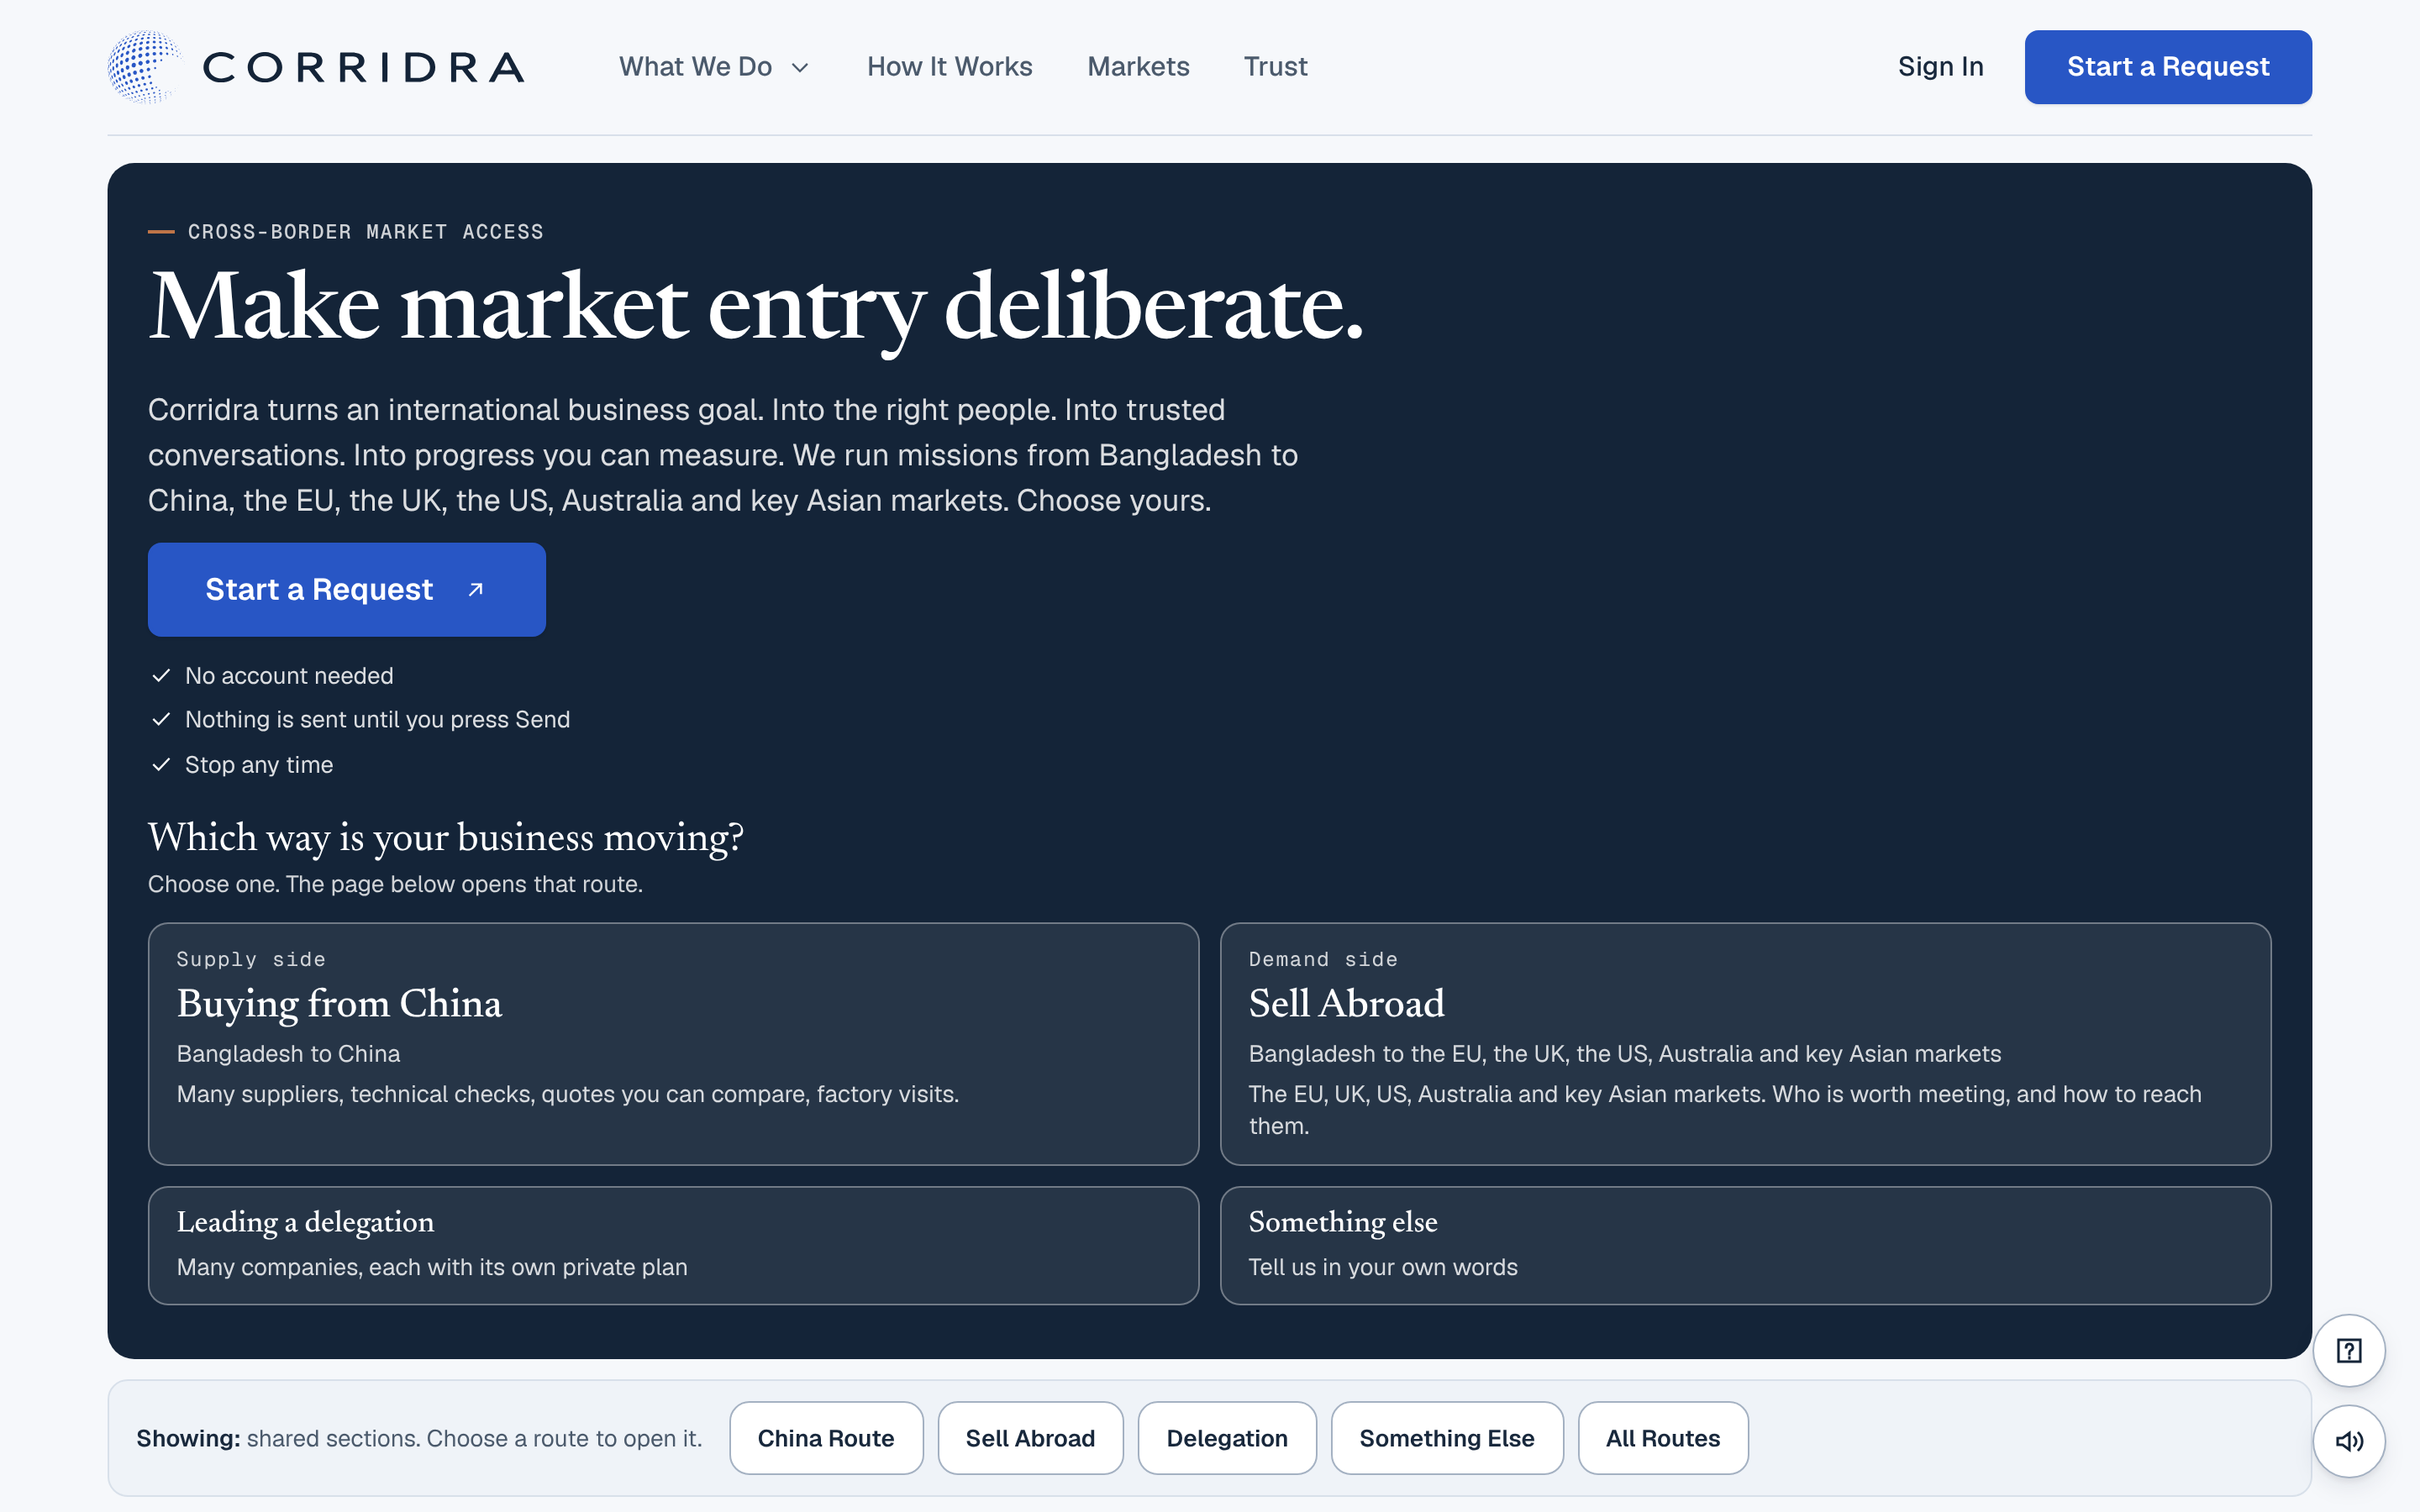 CORRIDRA
What We Do
How It Works
Markets
Trust
Sign In
Start a Request
CROSS-BORDER MARKET ACCESS
Make market entry deliberate.
Corridra turns an international business goal. Into the right people. Into trusted
conversations. Into progress you can measure. We run missions from Bangladesh to
China, the EU, the UK, the US, Australia and key Asian markets. Choose yours.
Start a Request
No account needed
Nothing is sent until you press Send
Stop any time
Which way is your business moving?
Choose one. The page below opens that route.
Supply side
Buying from China
Bangladesh to China
Many suppliers, technical checks, quotes you can compare, factory visits.
Demand side
Sell Abroad
Bangladesh to the EU, the UK, the US, Australia and key Asian markets
The EU, UK, US, Australia and key Asian markets. Who is worth meeting, and how to reach
them.
Leading a delegation
Many companies, each with its own private plan
Something else
Tell us in your own words
Showing: shared sections. Choose a route to open it.
China Route
Sell Abroad
Delegation
Something Else
All Routes